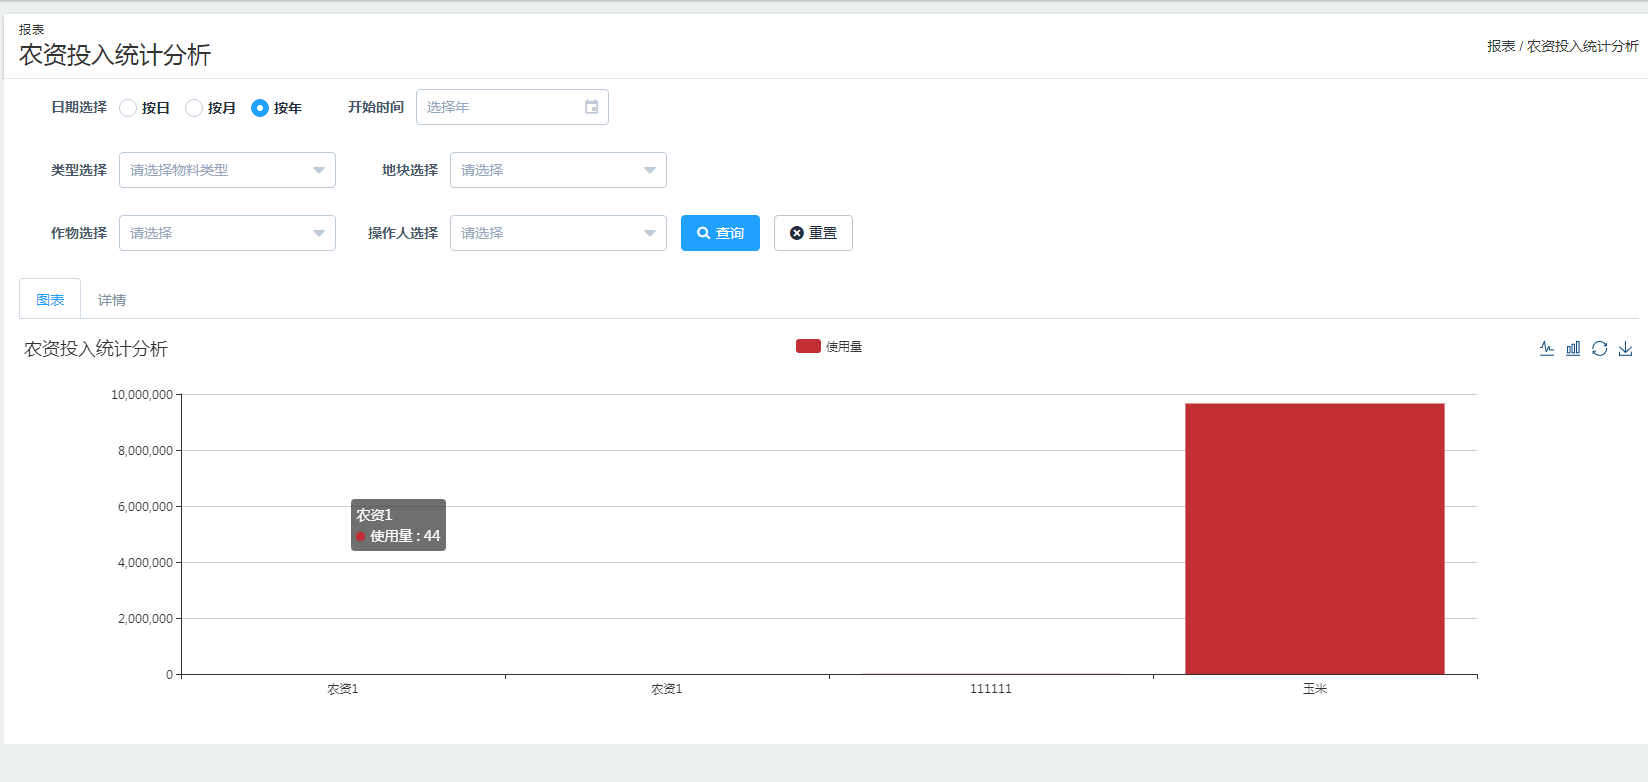 报表
农资投入统计分析
报表 / 农资投入统计分析
日期选择 按日 按月 按年 开始时间 选择年
类型选择 请选择物料类型 地块选择 请选择
作物选择 请选择 操作人选择 请选择 查询 重置
图表 详情
农资投入统计分析
使用量
10,000,000
8,000,000
6,000,000
4,000,000
2,000,000
0
农资1
使用量 : 44
农资1 农资1 111111 玉米